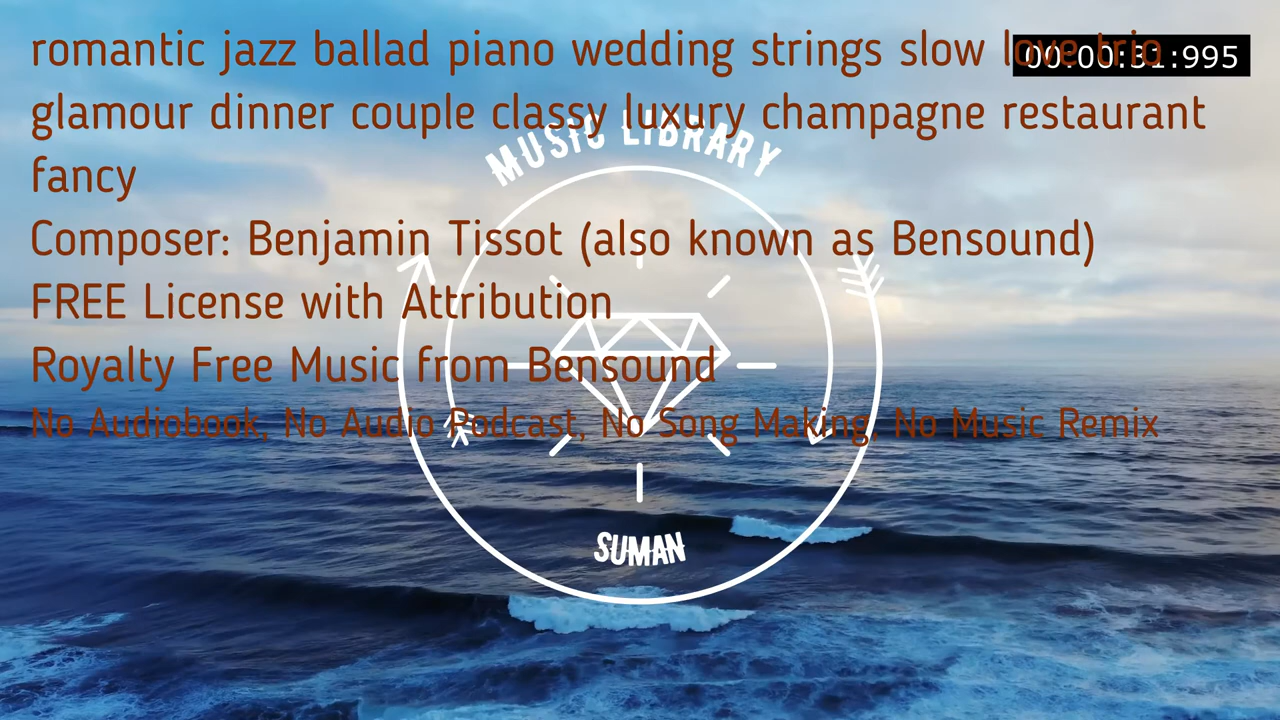 romantic jazz ballad piano wedding strings slow love trio
00:00:31:995
glamour dinner couple classy luxury champagne restaurant
fancy
MUSIC LIBRARY
Composer: Benjamin Tissot (also known as Bensound)
FREE License with Attribution
Royalty Free Music from Bensound
No Audiobook, No Audio Podcast, No Song Making, No Music Remix
SUMAN